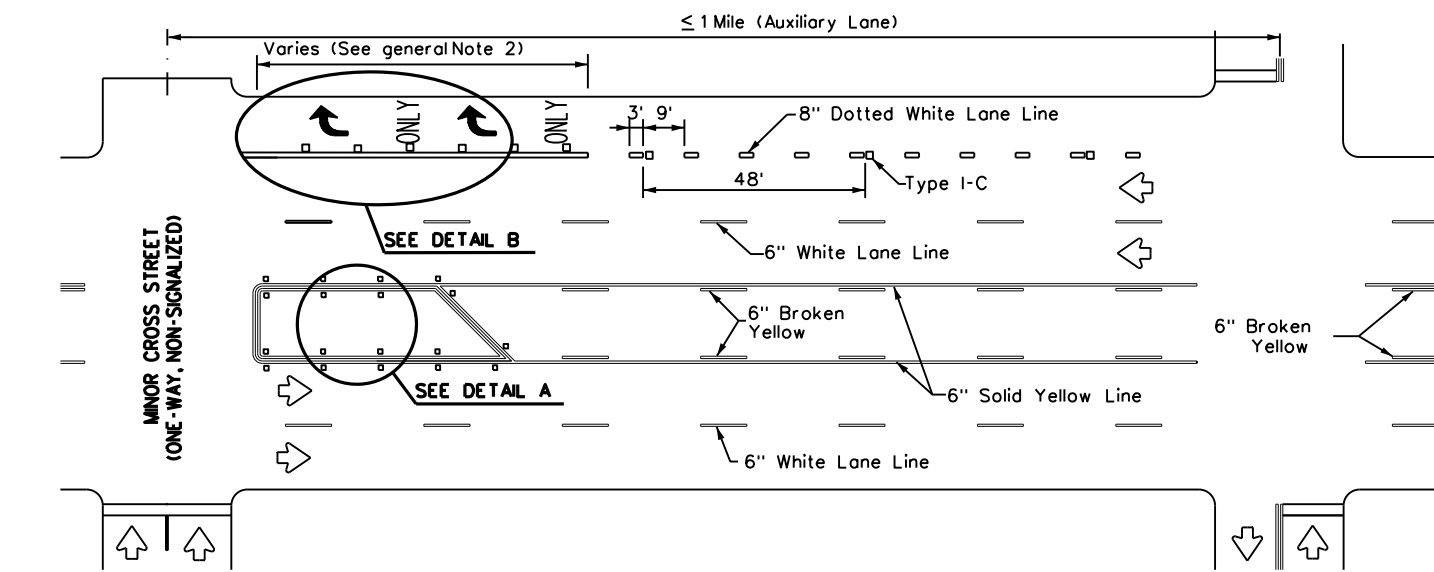 ≤ 1 Mile (Auxiliary Lane)
Varies (See general Note 2)
ONLY
ONLY
3' 9'
8" Dotted White Lane Line
48'
Type I-C
SEE DETAIL B
6" White Lane Line
MINOR CROSS STREET
(ONE-WAY, NON-SIGNALIZED)
6" Broken
Yellow
6" Broken
Yellow
SEE DETAIL A
6" Solid Yellow Line
6" White Lane Line